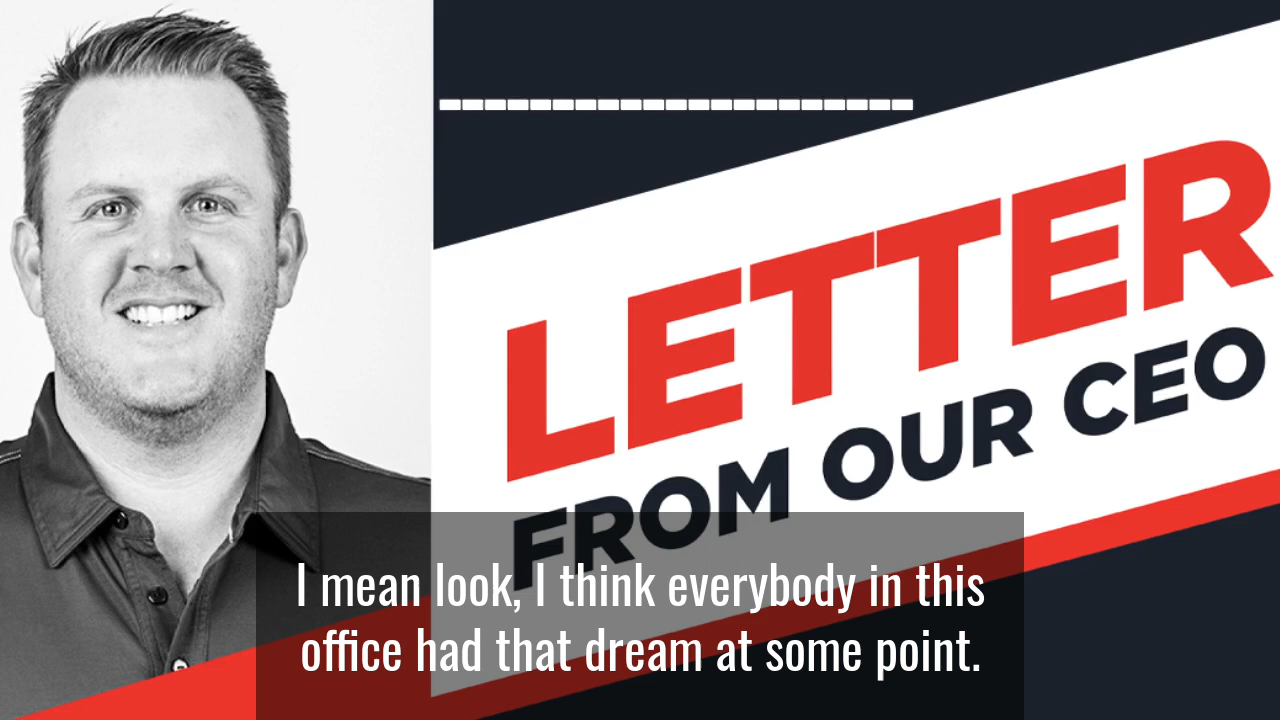 LETTER
FROM OUR CEO
I mean look, I think everybody in this
office had that dream at some point.